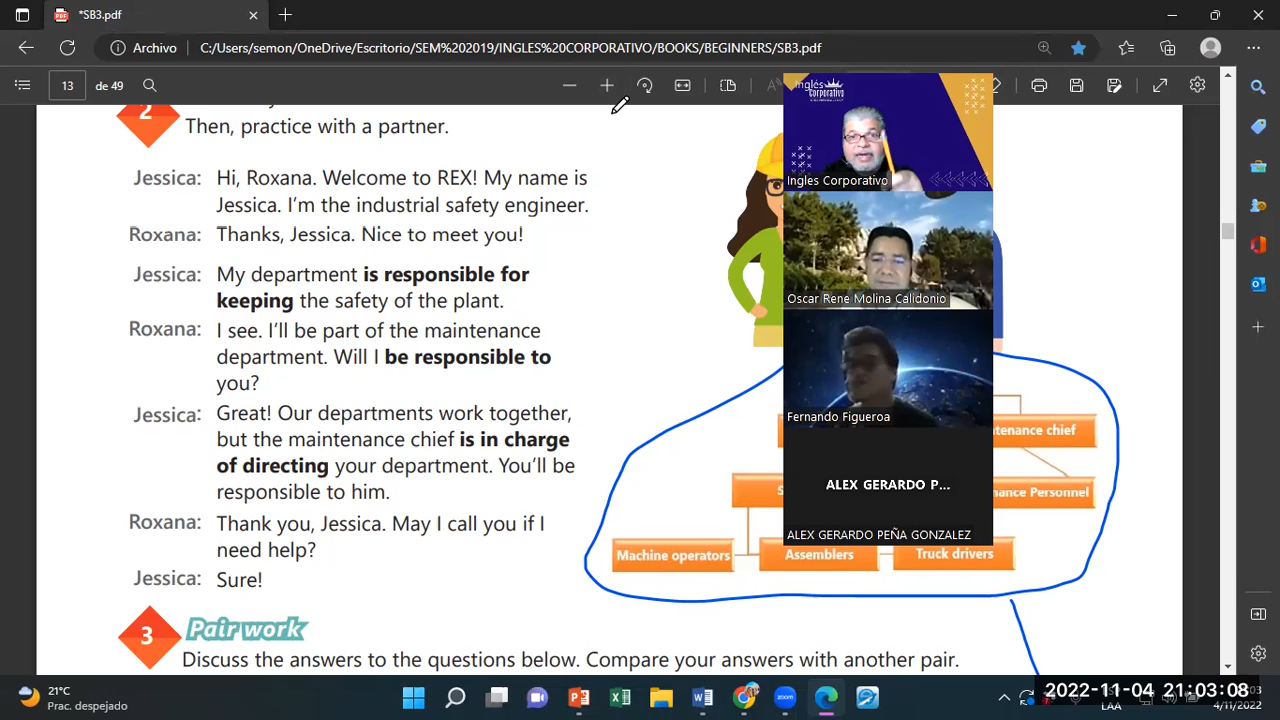 *SB3.pdf
Archivo
C:/Users/semon/OneDrive/Escritorio/SEM%202019/INGLES%20CORPORATIVO/BOOKS/BEGINNERS/SB3.pdf
13 de 49
2
Then, practice with a partner.
Jessica: Hi, Roxana. Welcome to REX! My name is
Jessica. I'm the industrial safety engineer.
Roxana: Thanks, Jessica. Nice to meet you!
Jessica: My department is responsible for
keeping the safety of the plant.
Roxana: I see. I'll be part of the maintenance
department. Will I be responsible to
you?
Jessica: Great! Our departments work together,
but the maintenance chief is in charge
of directing your department. You'll be
responsible to him.
Roxana: Thank you, Jessica. May I call you if I
need help?
Jessica: Sure!
Inglés
corporativo
Ingles Corporativo
Oscar Rene Molina Calidonio
Fernando Figueroa
ALEX GERARDO P...
ALEX GERARDO PEÑA GONZALEZ
tenance chief
S
nance Personnel
Machine operators
Assemblers
Truck drivers
3 Pair work
Discuss the answers to the questions below. Compare your answers with another pair.
21°C
Prac. despejado
LAA
2022-11-04 21:03:08
4/11/2022